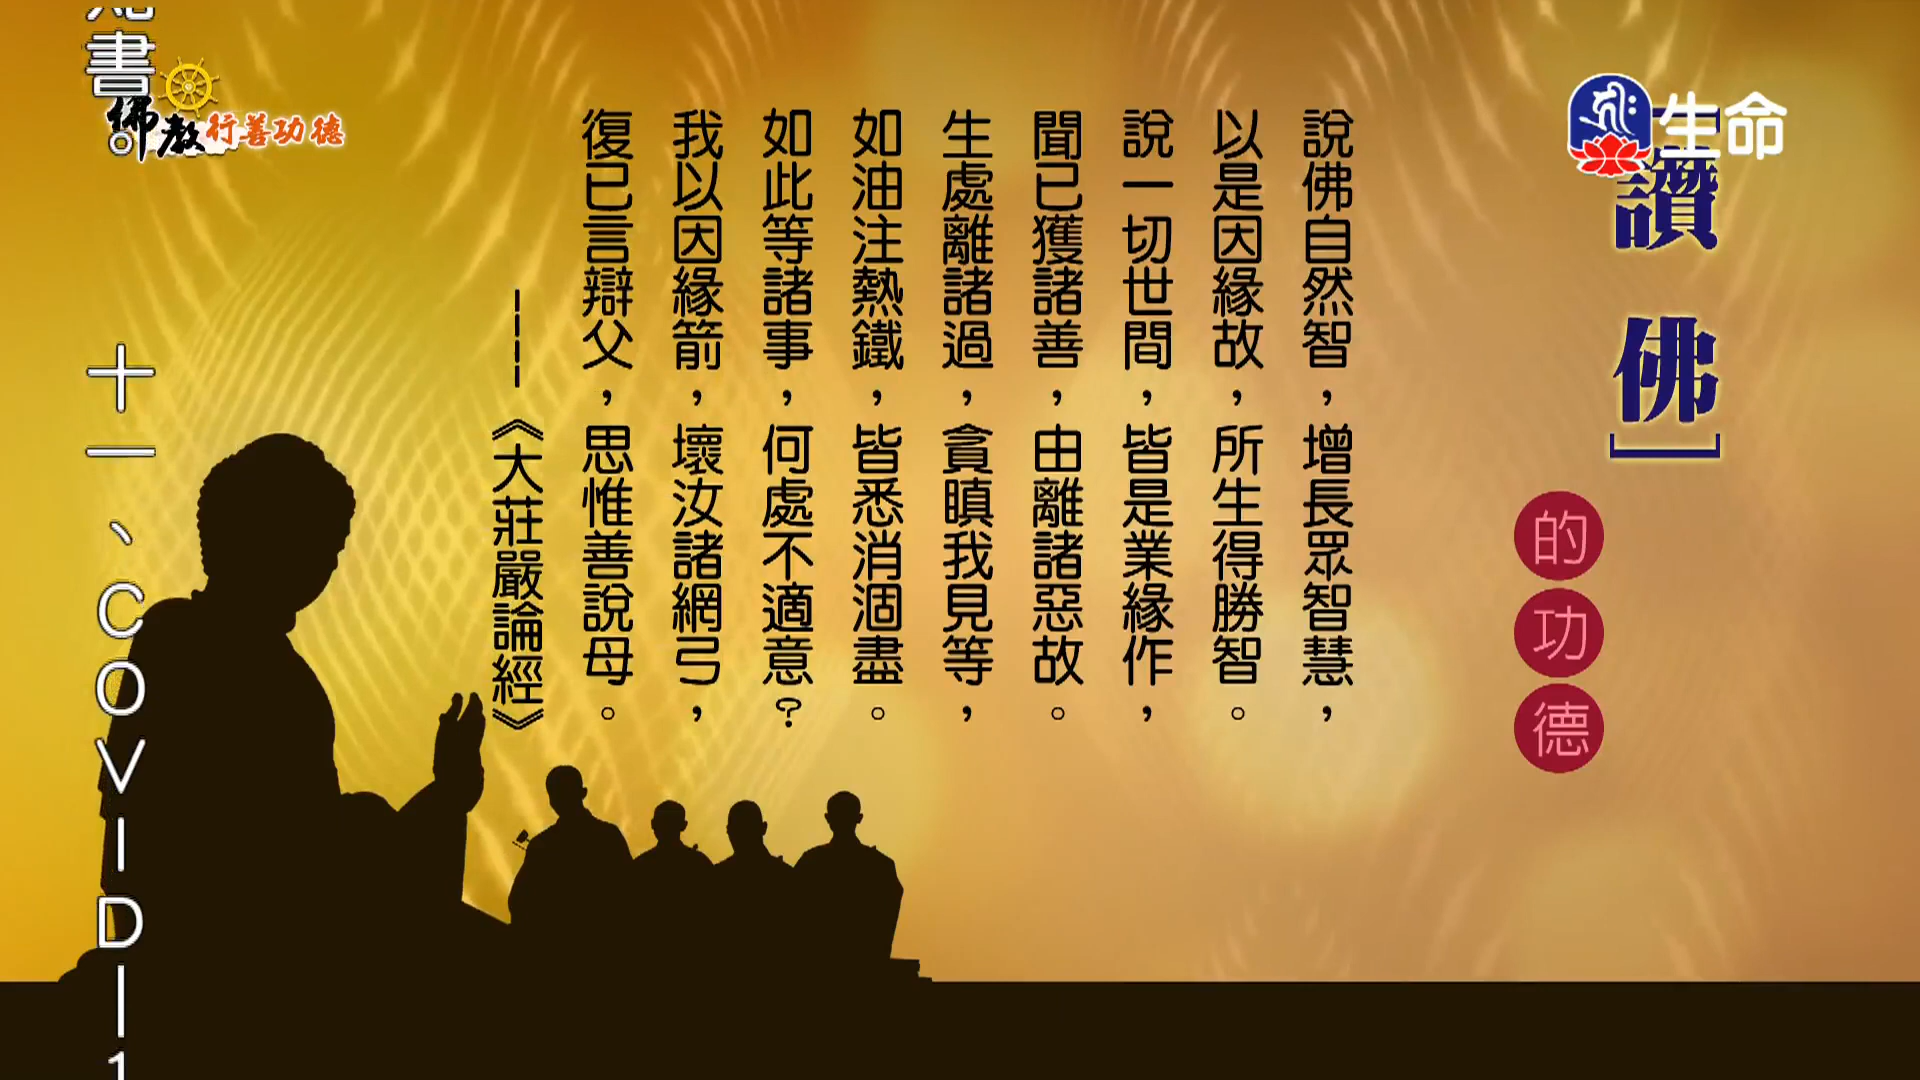 生命
「讚佛」
的功德
說佛自然智，增長眾智慧，
以是因緣故，所生得勝智。
說一切世間，皆是業緣作，
聞已獲諸善，由離諸惡故。
生處離諸過，貪瞋我見等，
如油注熱鐵，皆悉消涸盡。
如此等諸事，何處不適意？
我以因緣箭，壞汝諸網弓，
復已言辯父，思惟善說母。
----《大莊嚴論經》
佛教行善功德
知書。 十一、COVID-1